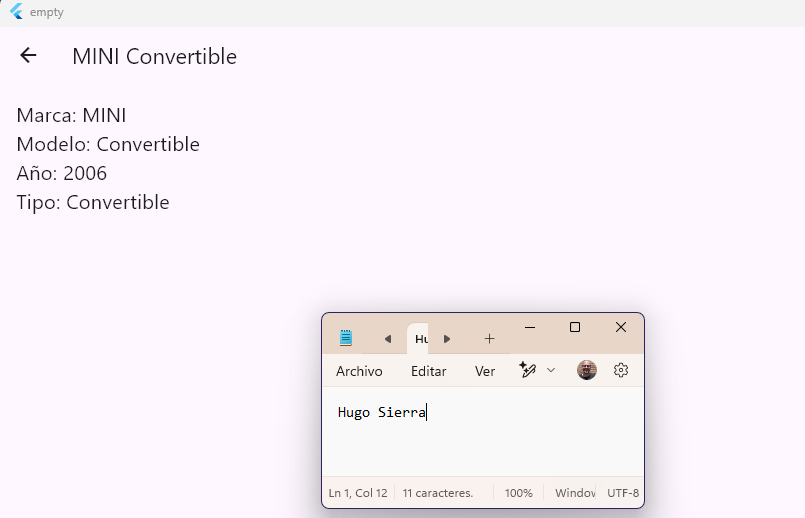 empty
MINI Convertible
Marca: MINI
Modelo: Convertible
Año: 2006
Tipo: Convertible
Hu
Archivo Editar Ver
Hugo Sierra
Ln 1, Col 12 11 caracteres. 100% Window UTF-8